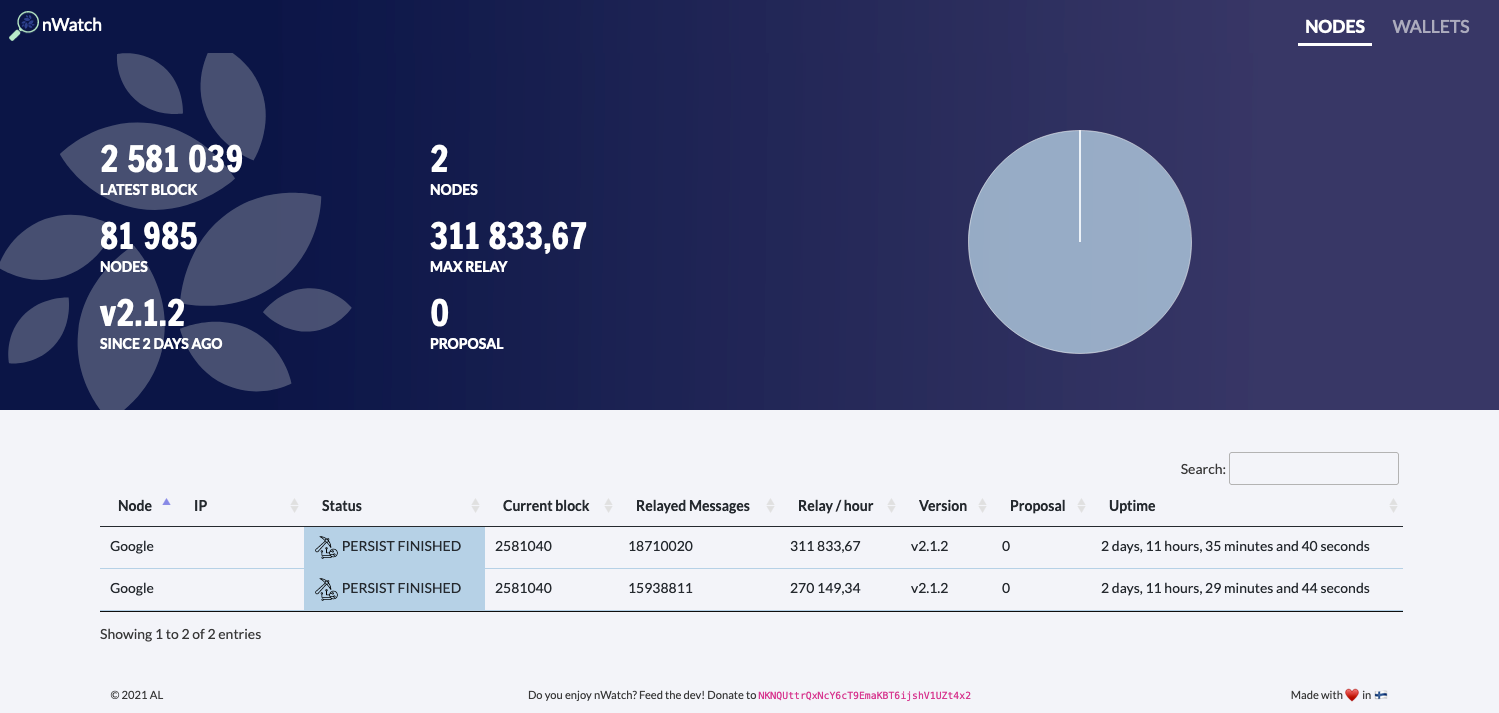 nWatch
NODES WALLETS
2 581 039
LATEST BLOCK
2
NODES
81 985
NODES
311 833,67
MAX RELAY
v2.1.2
SINCE 2 DAYS AGO
0
PROPOSAL
Search:
Node IP Status Current block Relayed Messages Relay / hour Version Proposal Uptime
Google PERSIST FINISHED 2581040 18710020 311 833,67 v2.1.2 0 2 days, 11 hours, 35 minutes and 40 seconds
Google PERSIST FINISHED 2581040 15938811 270 149,34 v2.1.2 0 2 days, 11 hours, 29 minutes and 44 seconds
Showing 1 to 2 of 2 entries
© 2021 AL Do you enjoy nWatch? Feed the dev! Donate to NKNQUttrQxNcY6cT9EmaKBT6ijshV1UZt4x2 Made with ❤️ in 🇫🇮